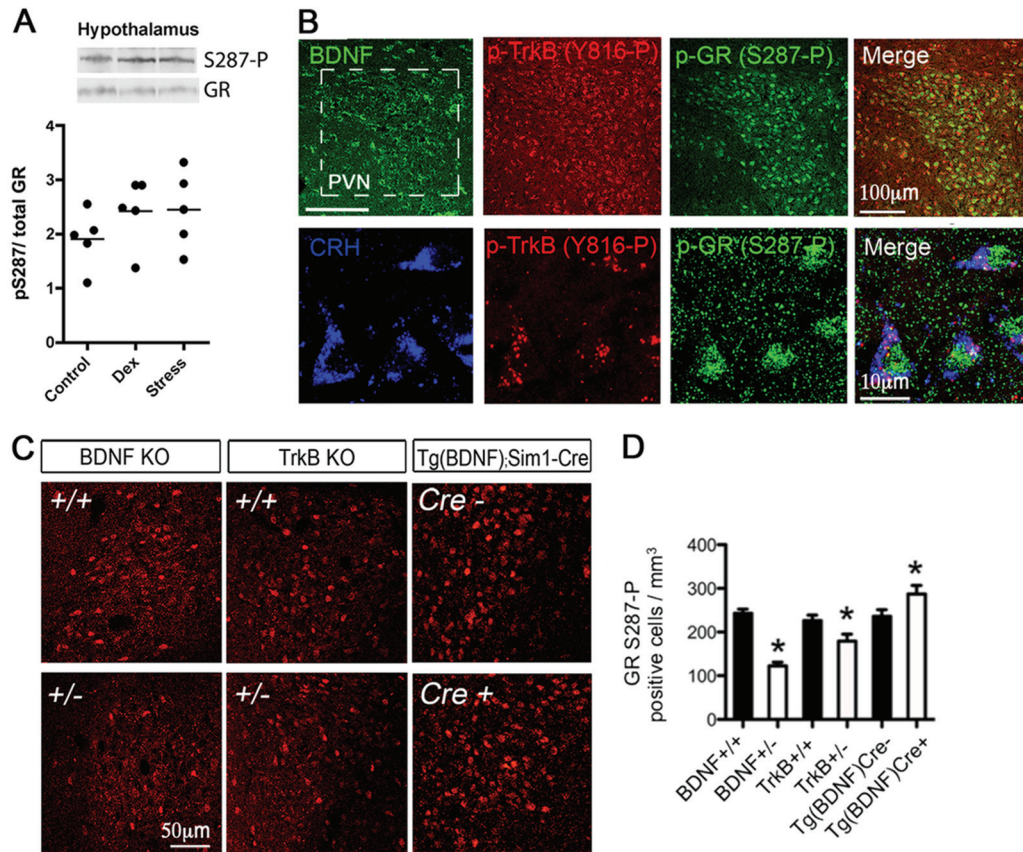 A
Hypothalamus
S287-P
GR
pS287/ total GR
4
3
2
1
0
Control
Dex
Stress
B
BDNF
PVN
p-TrkB (Y816-P)
p-GR (S287-P)
Merge
100μm
CRH
p-TrkB (Y816-P)
p-GR (S287-P)
Merge
10μm
C
BDNF KO
TrkB KO
Tg(BDNF);Sim1-Cre
+/+
+/+
Cre -
+/-
+/-
Cre +
50μm
D
GR S287-P
positive cells / mm³
400
300
200
100
0
*
*
*
BDNF+/+
BDNF+/-
TrkB+/+
TrkB+/-
Tg(BDNF)Cre-
Tg(BDNF)Cre+